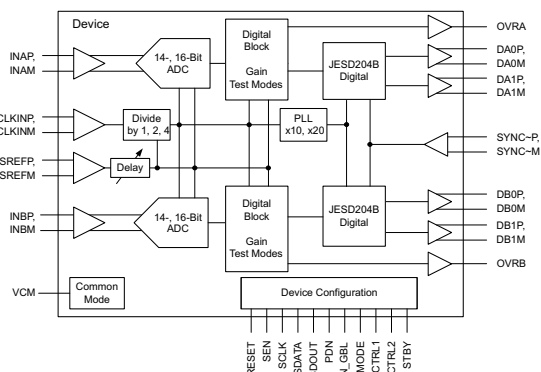 Device
INAP,
INAM
14-, 16-Bit
ADC
Digital
Block
Gain
Test Modes
JESD204B
Digital
OVRA
DA0P,
DA0M
DA1P,
DA1M
CLKINP,
CLKINM
Divide
by 1, 2, 4
PLL
x10, x20
SYNC~P,
SYNC~M
SREFP,
SREFM
Delay
INBP,
INBM
14-, 16-Bit
ADC
Digital
Block
Gain
Test Modes
JESD204B
Digital
DB0P,
DB0M
DB1P,
DB1M
OVRB
VCM
Common
Mode
Device Configuration
RESET
SEN
SCLK
SDATA
SDOUT
PDN
N_GBL
MODE
CTRL1
CTRL2
STBY